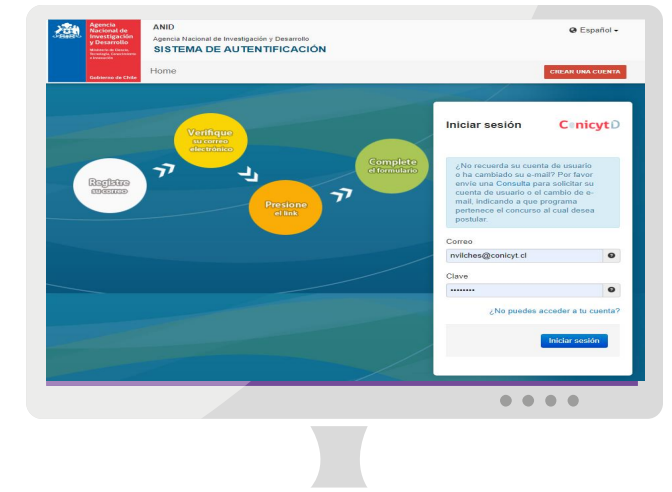 Agencia
Nacional de
Investigación
y Desarrollo
Gobierno de Chile
ANID
Agencia Nacional de Investigación y Desarrollo
SISTEMA DE AUTENTIFICACIÓN
Español
Home
CREAR UNA CUENTA
Registre
su correo
Verifique
su correo
electrónico
Presione
el link
Complete
el formulario
Iniciar sesión
¿No recuerda su cuenta de usuario
o ha cambiado su e-mail? Por favor
envíe una Consulta para solicitar su
cuenta de usuario o el cambio de e-
mail, indicando a que programa
pertenece el concurso al cual desea
postular.
Correo
nvilches@conicyt.cl
Clave
••••••••
¿No puedes acceder a tu cuenta?
Iniciar sesión